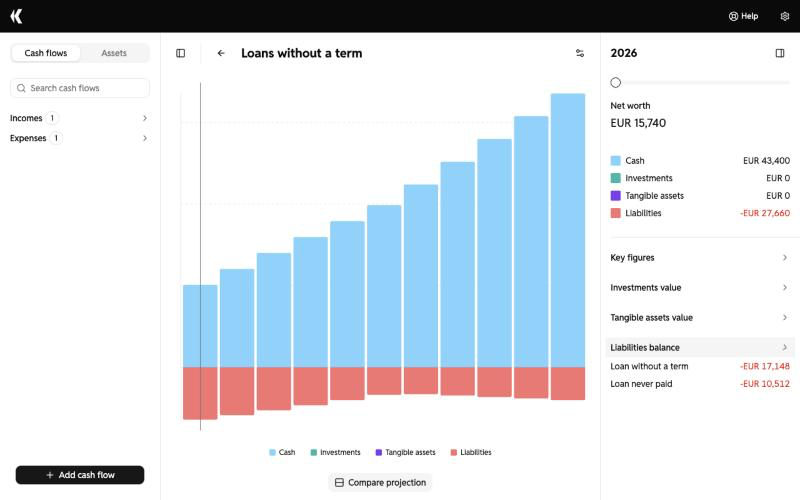 Help
Cash flows
Assets
Search cash flows
Incomes 1
Expenses 1
Add cash flow
Loans without a term
Cash
Investments
Tangible assets
Liabilities
Compare projection
2026
Net worth
EUR 15,740
Cash EUR 43,400
Investments EUR 0
Tangible assets EUR 0
Liabilities -EUR 27,660
Key figures
Investments value
Tangible assets value
Liabilities balance
Loan without a term -EUR 17,148
Loan never paid -EUR 10,512